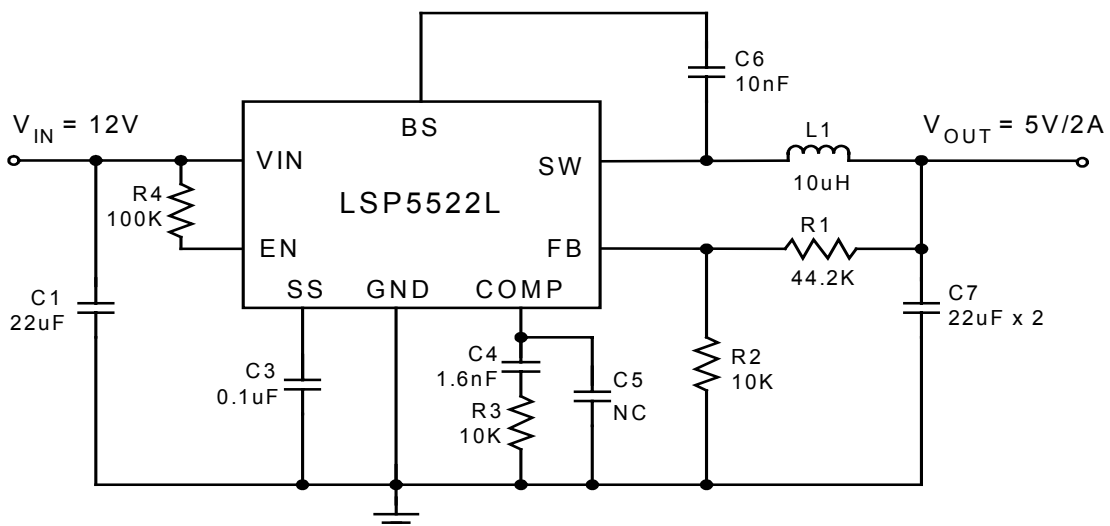 C6
10nF
V IN = 12V
BS
L1
V OUT = 5V/2A
VIN
SW
10uH
R4
100K
LSP5522L
R1
EN
FB
44.2K
SS
GND
COMP
C1
22uF
C7
22uF x 2
C4
1.6nF
R2
10K
C3
0.1uF
C5
NC
R3
10K